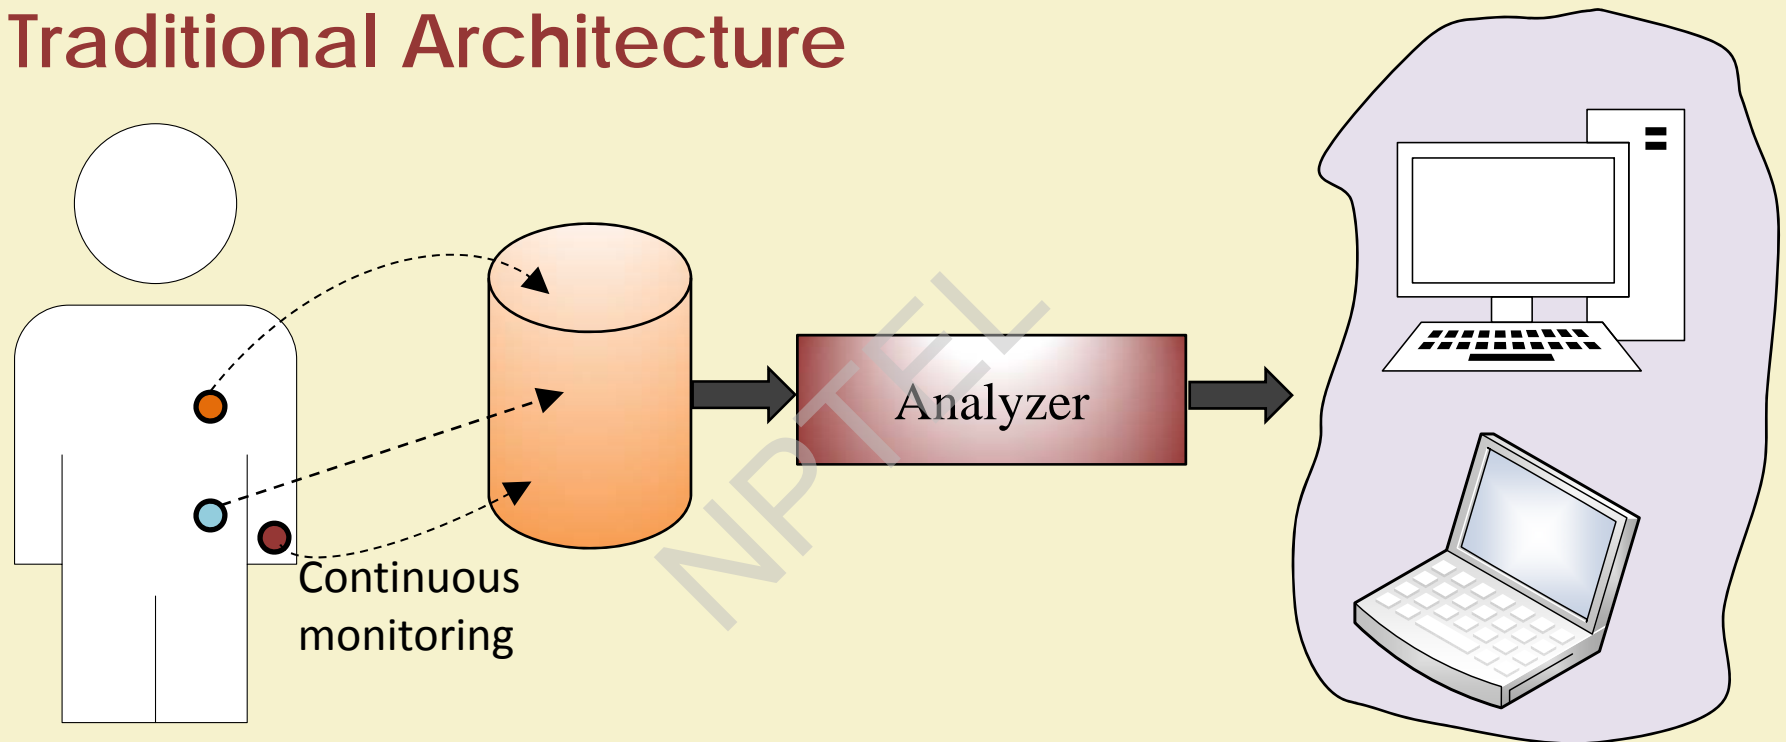 Traditional Architecture
Analyzer
NPTEL
Continuous
monitoring